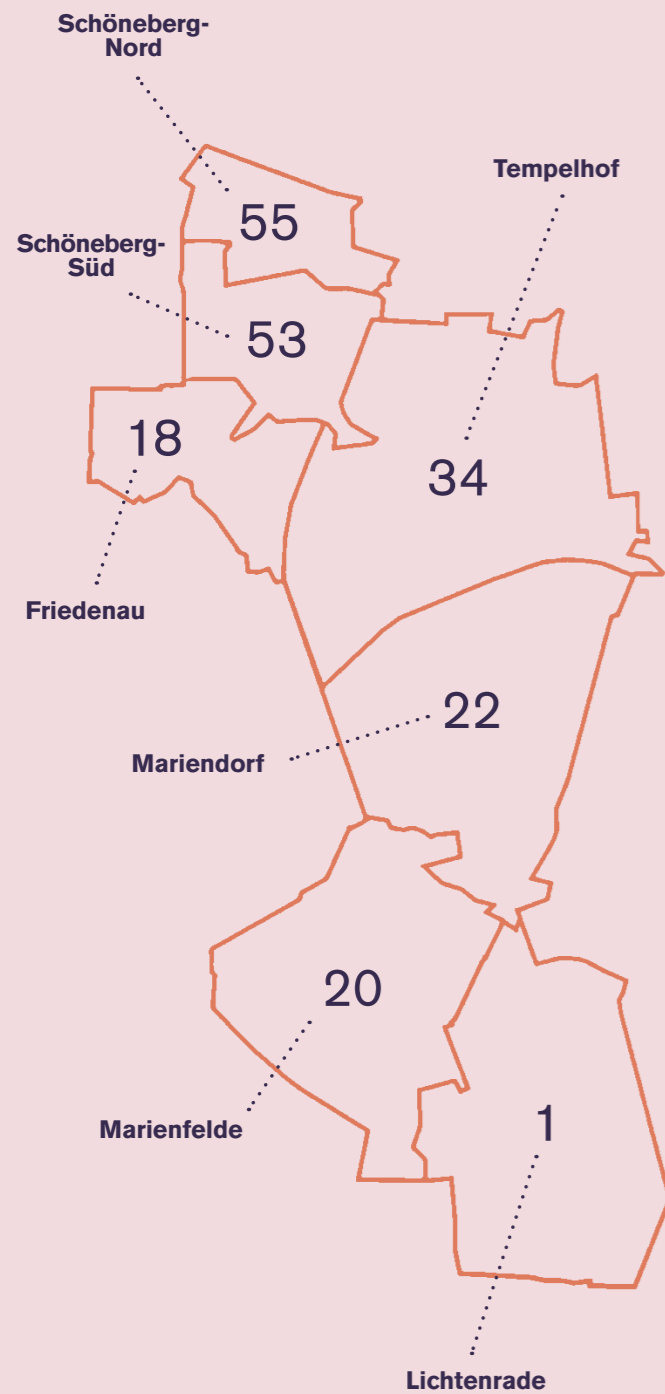 Schöneberg-
Nord
55
Tempelhof
Schöneberg-
Süd
53
18
34
Friedenau
22
Mariendorf
20
Marienfelde
1
Lichtenrade